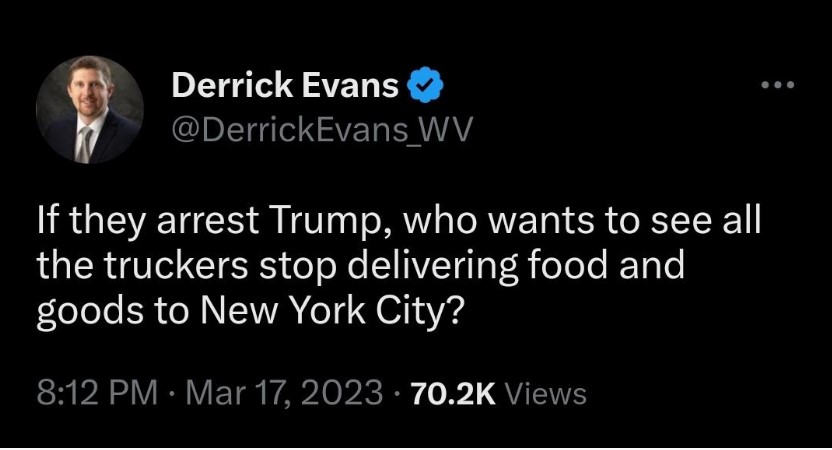 Derrick Evans
@DerrickEvans_WV
If they arrest Trump, who wants to see all
the truckers stop delivering food and
goods to New York City?
8:12 PM · Mar 17, 2023 · 70.2K Views